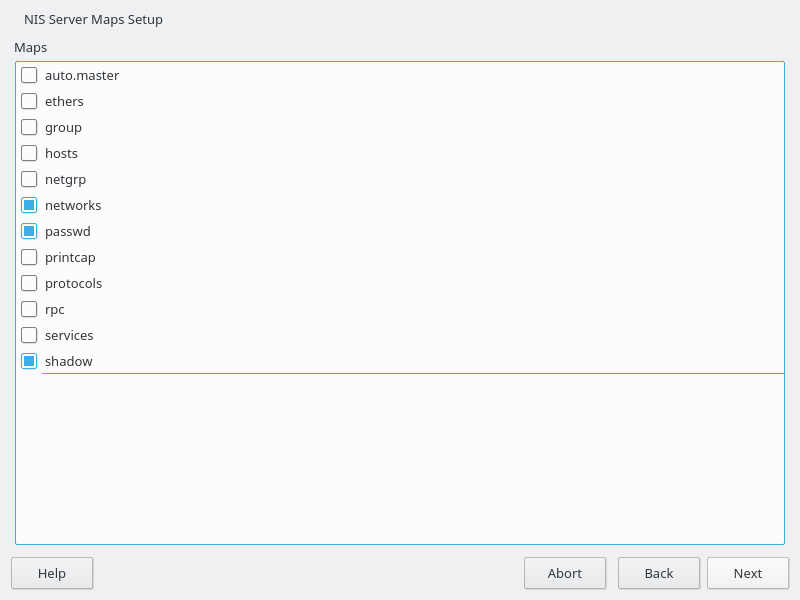 NIS Server Maps Setup
Maps
auto.master
ethers
group
hosts
netgrp
networks
passwd
printcap
protocols
rpc
services
shadow
Help Abort Back Next